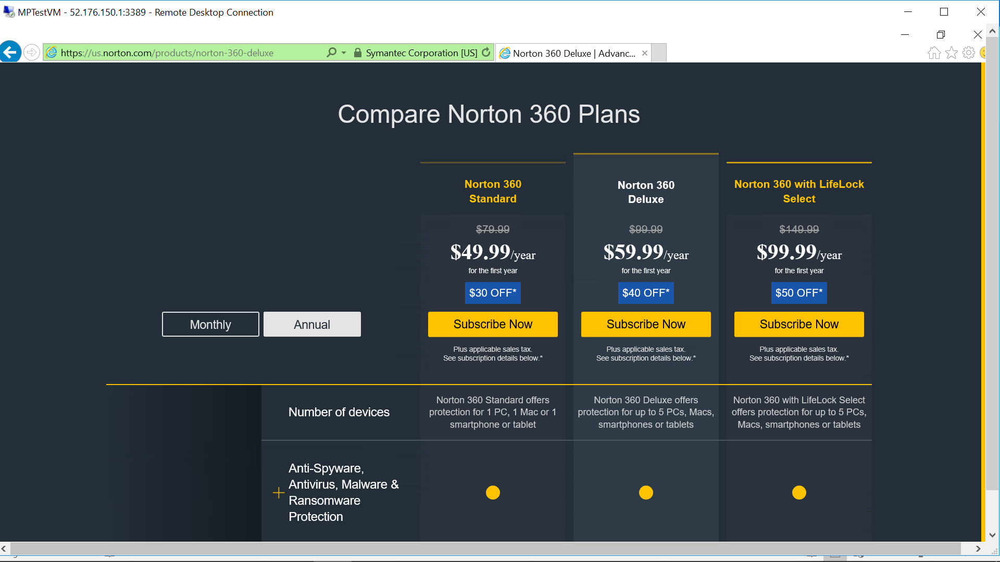 MPTestVM - 52.176.150.1:3389 - Remote Desktop Connection
https://us.norton.com/products/norton-360-deluxe
Symantec Corporation [US]
Norton 360 Deluxe | Advanc...
Compare Norton 360 Plans
Norton 360
Standard
$79.99
$49.99/year
for the first year
$30 OFF*
Subscribe Now
Plus applicable sales tax.
See subscription details below.*
Norton 360
Deluxe
$99.99
$59.99/year
for the first year
$40 OFF*
Subscribe Now
Plus applicable sales tax.
See subscription details below.*
Norton 360 with LifeLock
Select
$149.99
$99.99/year
for the first year
$50 OFF*
Subscribe Now
Plus applicable sales tax.
See subscription details below.*
Monthly
Annual
Number of devices
Norton 360 Standard offers
protection for 1 PC, 1 Mac or 1
smartphone or tablet
Norton 360 Deluxe offers
protection for up to 5 PCs, Macs,
smartphones or tablets
Norton 360 with LifeLock Select
offers protection for up to 5 PCs,
Macs, smartphones or tablets
Anti-Spyware,
Antivirus, Malware &
Ransomware
Protection